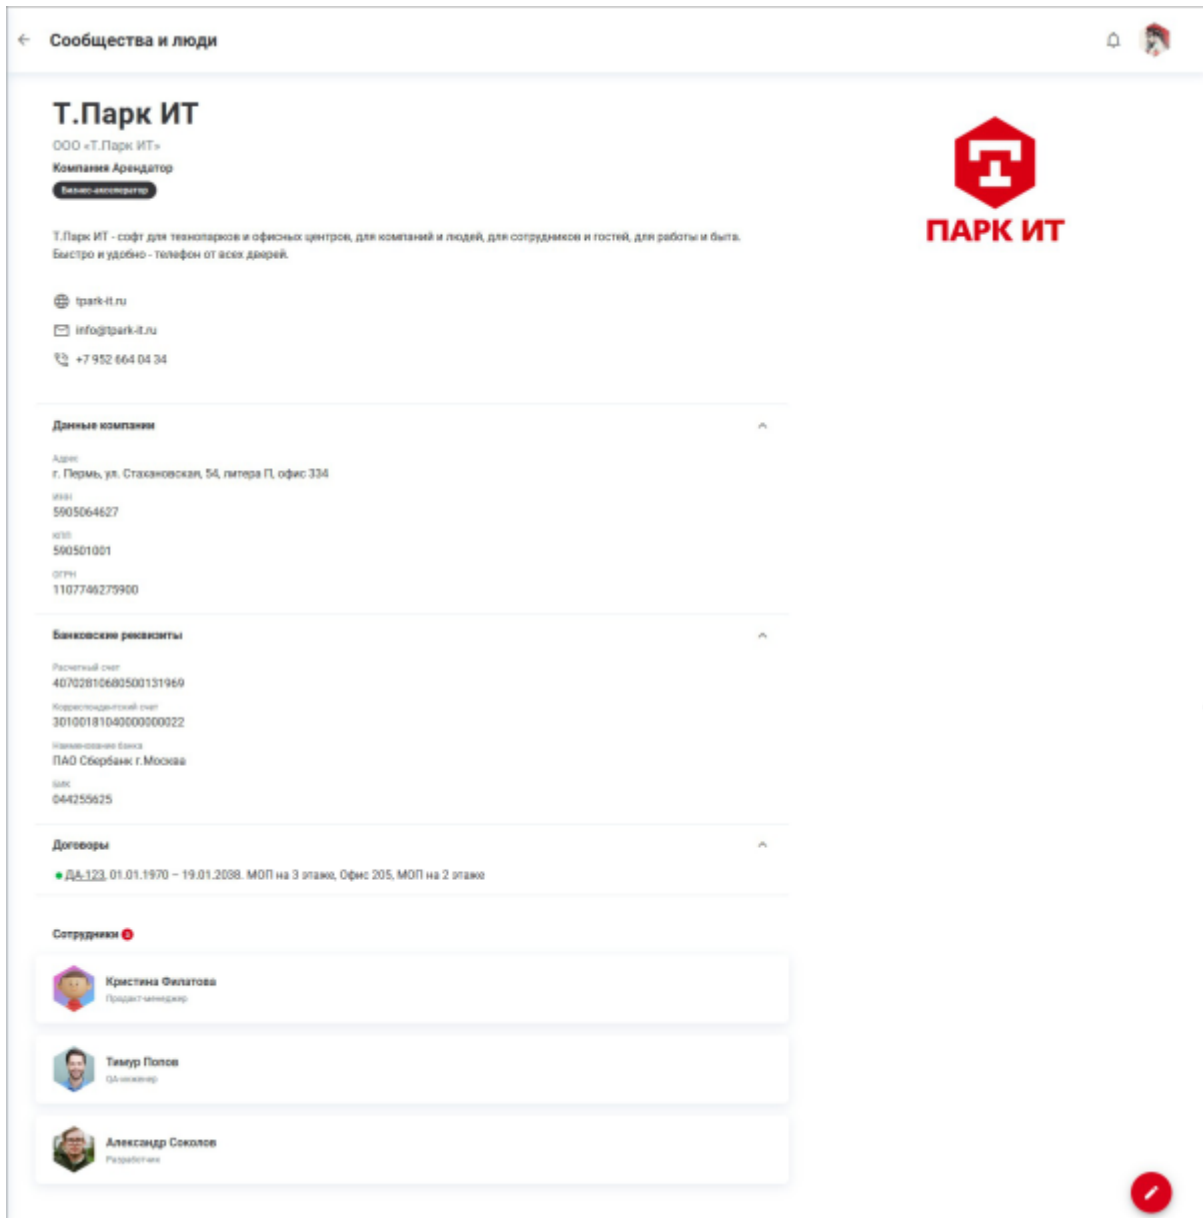 Сообщества и люди
Т.Парк ИТ
ООО «Т.Парк ИТ»
Компания Арендатор
Бизнес-акселератор
Т.Парк ИТ - софт для технопарков и офисных центров, для компаний и людей, для сотрудников и гостей, для работы и быта.
Быстро и удобно - телефон от всех дверей.
tpark-it.ru
info@tpark-it.ru
+7 952 664 04 34
ПАРК ИТ
Данные компании
Адрес
г. Пермь, ул. Стахановская, 54, литера П, офис 334
ИНН
5905064627
КПП
590501001
ОГРН
1107746275900
Банковские реквизиты
Расчетный счет
40702810680500131969
Корреспондентский счет
30100181040000000022
Наименование банка
ПАО Сбербанк г.Москва
БИК
044255625
Договоры
ДА-123, 01.01.1970 – 19.01.2038. МОП на 3 этаже, Офис 205, МОП на 2 этаже
Сотрудники 3
Кристина Филатова
Продакт-менеджер
Тимур Попов
QA-инженер
Александр Соколов
Разработчик